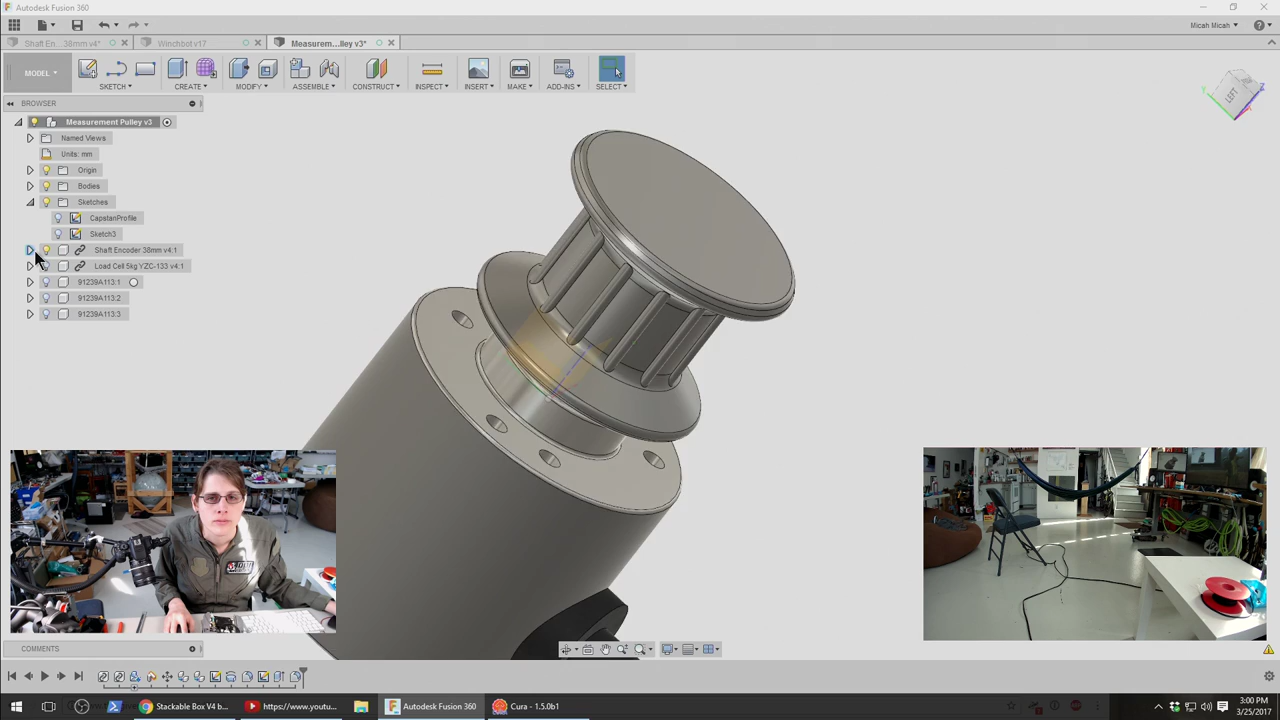 Autodesk Fusion 360
Micah Micah
Shaft En...38mm v4*
Winchbot v17
Measurem...lley v3*
MODEL
SKETCH
CREATE
MODIFY
ASSEMBLE
CONSTRUCT
INSPECT
INSERT
MAKE
ADD-INS
SELECT
BROWSER
LEFT
Measurement Pulley v3
Named Views
Units: mm
Origin
Bodies
Sketches
CapstanProfile
Sketch3
Shaft Encoder 38mm v4:1
Load Cell 5kg YZC-133 v4:1
91239A113:1
91239A113:2
91239A113:3
COMMENTS
Stackable Box V4 b...
https://www.youtu...
Autodesk Fusion 360
Cura - 1.5.0b1
3:00 PM
3/25/2017